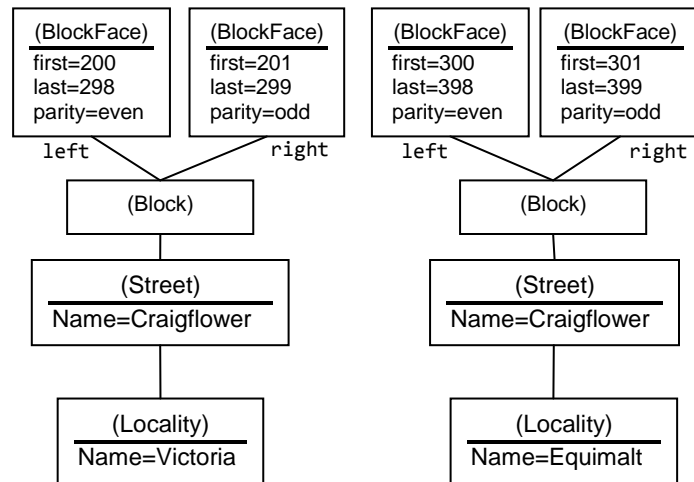 (BlockFace)
first=200
last=298
parity=even
(BlockFace)
first=201
last=299
parity=odd
(BlockFace)
first=300
last=398
parity=even
(BlockFace)
first=301
last=399
parity=odd
left
right
left
right
(Block)
(Block)
(Street)
Name=Craigflower
(Street)
Name=Craigflower
(Locality)
Name=Victoria
(Locality)
Name=Equimalt